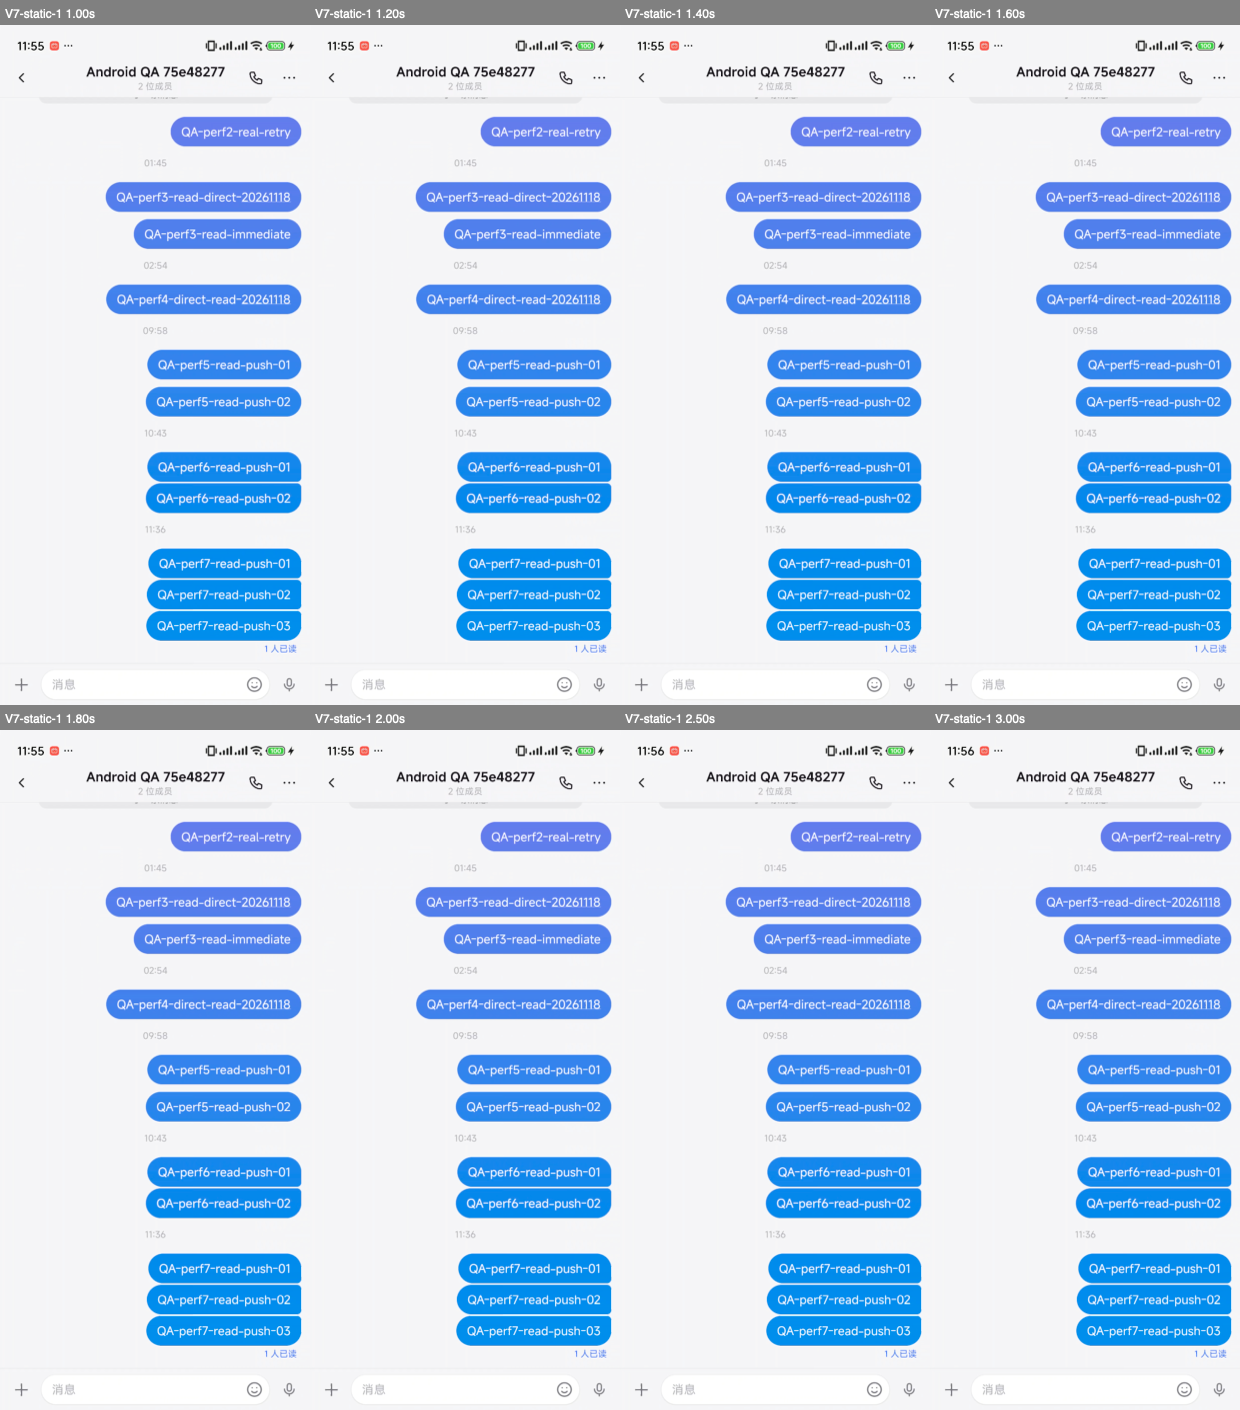 V7-static-1 1.00s
11:55 ··· 100
Android QA 75e48277
2 位成员
QA-perf2-real-retry
01:45
QA-perf3-read-direct-20261118
QA-perf3-read-immediate
02:54
QA-perf4-direct-read-20261118
09:58
QA-perf5-read-push-01
QA-perf5-read-push-02
10:43
QA-perf6-read-push-01
QA-perf6-read-push-02
11:36
QA-perf7-read-push-01
QA-perf7-read-push-02
QA-perf7-read-push-03
1 人已读
消息
V7-static-1 1.20s
11:55 ··· 100
Android QA 75e48277
2 位成员
QA-perf2-real-retry
01:45
QA-perf3-read-direct-20261118
QA-perf3-read-immediate
02:54
QA-perf4-direct-read-20261118
09:58
QA-perf5-read-push-01
QA-perf5-read-push-02
10:43
QA-perf6-read-push-01
QA-perf6-read-push-02
11:36
QA-perf7-read-push-01
QA-perf7-read-push-02
QA-perf7-read-push-03
1 人已读
消息
V7-static-1 1.40s
11:55 ··· 100
Android QA 75e48277
2 位成员
QA-perf2-real-retry
01:45
QA-perf3-read-direct-20261118
QA-perf3-read-immediate
02:54
QA-perf4-direct-read-20261118
09:58
QA-perf5-read-push-01
QA-perf5-read-push-02
10:43
QA-perf6-read-push-01
QA-perf6-read-push-02
11:36
QA-perf7-read-push-01
QA-perf7-read-push-02
QA-perf7-read-push-03
1 人已读
消息
V7-static-1 1.60s
11:55 ··· 100
Android QA 75e48277
2 位成员
QA-perf2-real-retry
01:45
QA-perf3-read-direct-20261118
QA-perf3-read-immediate
02:54
QA-perf4-direct-read-20261118
09:58
QA-perf5-read-push-01
QA-perf5-read-push-02
10:43
QA-perf6-read-push-01
QA-perf6-read-push-02
11:36
QA-perf7-read-push-01
QA-perf7-read-push-02
QA-perf7-read-push-03
1 人已读
消息
V7-static-1 1.80s
11:55 ··· 100
Android QA 75e48277
2 位成员
QA-perf2-real-retry
01:45
QA-perf3-read-direct-20261118
QA-perf3-read-immediate
02:54
QA-perf4-direct-read-20261118
09:58
QA-perf5-read-push-01
QA-perf5-read-push-02
10:43
QA-perf6-read-push-01
QA-perf6-read-push-02
11:36
QA-perf7-read-push-01
QA-perf7-read-push-02
QA-perf7-read-push-03
1 人已读
消息
V7-static-1 2.00s
11:55 ··· 100
Android QA 75e48277
2 位成员
QA-perf2-real-retry
01:45
QA-perf3-read-direct-20261118
QA-perf3-read-immediate
02:54
QA-perf4-direct-read-20261118
09:58
QA-perf5-read-push-01
QA-perf5-read-push-02
10:43
QA-perf6-read-push-01
QA-perf6-read-push-02
11:36
QA-perf7-read-push-01
QA-perf7-read-push-02
QA-perf7-read-push-03
1 人已读
消息
V7-static-1 2.50s
11:56 ··· 100
Android QA 75e48277
2 位成员
QA-perf2-real-retry
01:45
QA-perf3-read-direct-20261118
QA-perf3-read-immediate
02:54
QA-perf4-direct-read-20261118
09:58
QA-perf5-read-push-01
QA-perf5-read-push-02
10:43
QA-perf6-read-push-01
QA-perf6-read-push-02
11:36
QA-perf7-read-push-01
QA-perf7-read-push-02
QA-perf7-read-push-03
1 人已读
消息
V7-static-1 3.00s
11:56 ··· 100
Android QA 75e48277
2 位成员
QA-perf2-real-retry
01:45
QA-perf3-read-direct-20261118
QA-perf3-read-immediate
02:54
QA-perf4-direct-read-20261118
09:58
QA-perf5-read-push-01
QA-perf5-read-push-02
10:43
QA-perf6-read-push-01
QA-perf6-read-push-02
11:36
QA-perf7-read-push-01
QA-perf7-read-push-02
QA-perf7-read-push-03
1 人已读
消息